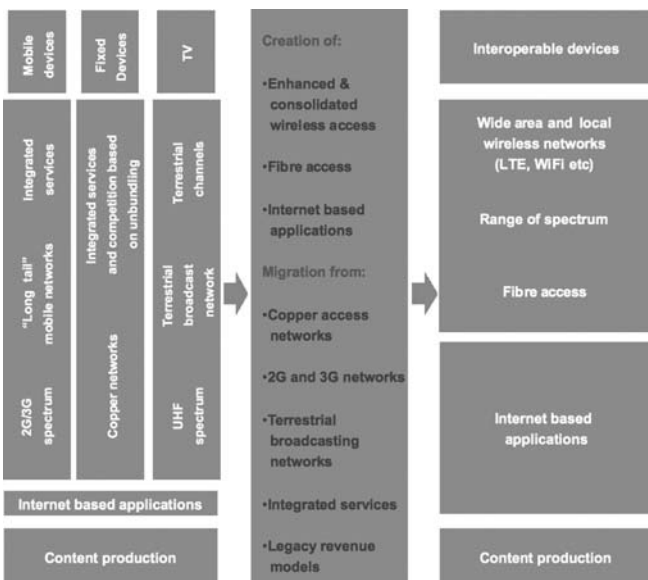 Mobile
devices
Fixed
Devices
TV
Integrated
services
"Long tail"
mobile networks
2G/3G
spectrum
Integrated services
and competition based
on unbundling
Copper networks
Terrestrial
channels
Terrestrial
broadcast
network
UHF
spectrum
Internet based applications
Content production
Creation of:
•Enhanced &
consolidated
wireless access
•Fibre access
•Internet based
applications
Migration from:
•Copper access
networks
•2G and 3G networks
•Terrestrial
broadcasting
networks
•Integrated services
•Legacy revenue
models
Interoperable devices
Wide area and local
wireless networks
(LTE, WiFi etc)
Range of spectrum
Fibre access
Internet based
applications
Content production